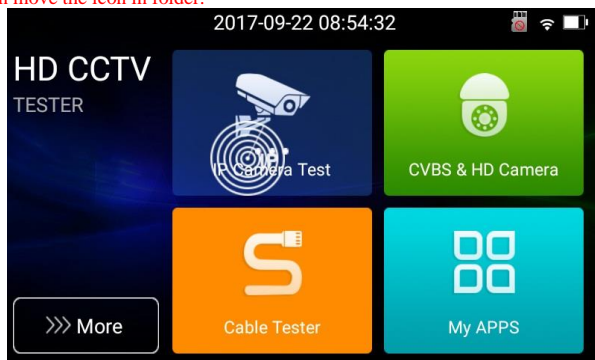 move the icon in folder.
2017-09-22 08:54:32
HD CCTV
TESTER
IP Camera Test
CVBS & HD Camera
>>> More
Cable Tester
My APPS